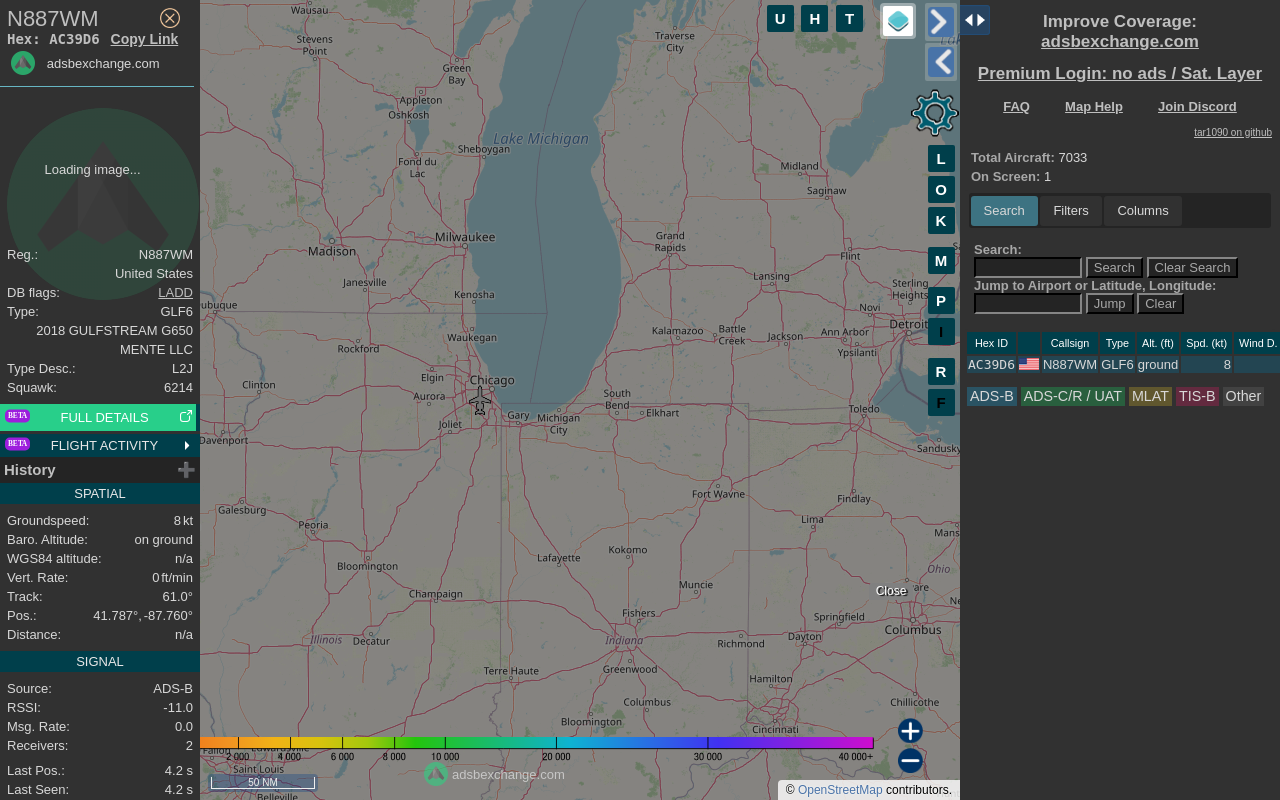 N887WM
Hex: AC39D6 Copy Link
adsbexchange.com
Loading image...
Reg.: N887WM
United States
DB flags: LADD
Type: GLF6
2018 GULFSTREAM G650
MENTE LLC
Type Desc.: L2J
Squawk: 6214
BETA FULL DETAILS
BETA FLIGHT ACTIVITY
History
SPATIAL
Groundspeed: 8 kt
Baro. Altitude: on ground
WGS84 altitude: n/a
Vert. Rate: 0 ft/min
Track: 61.0°
Pos.: 41.787°, -87.760°
Distance: n/a
SIGNAL
Source: ADS-B
RSSI: -11.0
Msg. Rate: 0.0
Receivers: 2
Last Pos.: 4.2 s
Last Seen: 4.2 s
U H T
L
O
K
M
P
I
R
F
Wausau
Stevens
Point
Green
Bay
Traverse
City
Appleton
Oshkosh
Lake Michigan
Sheboygan
Fond du
Lac
Midland
Saginaw
Milwaukee
Madison
Grand
Rapids
Flint
Janesville
Lansing
Sterling
Heights
Kenosha
Novi
Waukegan
Kalamazoo
Battle
Creek
Jackson
Ann Arbor
Detroit
Rockford
Ypsilanti
Clinton
Elgin
Chicago
Aurora
South
Bend
Elkhart
Toledo
Joliet
Gary
Michigan
City
Davenport
Sandusky
Galesburg
Fort Wayne
Findlay
Peoria
Lima
Kokomo
Lafayette
Bloomington
Ohio
Muncie
Champaign
Close
Fishers
Springfield
Illinois
Decatur
Indiana
Richmond
Dayton
Columbus
Terre Haute
Greenwood
Hamilton
Columbus
Chillicothe
Bloomington
Cincinnati
2 000 4 000 6 000 8 000 10 000 20 000 30 000 40 000+
Saint Louis
Belleville
50 NM
adsbexchange.com
© OpenStreetMap contributors.
Improve Coverage:
adsbexchange.com
Premium Login: no ads / Sat. Layer
FAQ Map Help Join Discord
tar1090 on github
Total Aircraft: 7033
On Screen: 1
Search Filters Columns
Search:
Search Clear Search
Jump to Airport or Latitude, Longitude:
Jump Clear
Hex ID Callsign Type Alt. (ft) Spd. (kt) Wind D.
AC39D6 N887WM GLF6 ground 8
ADS-B ADS-C/R / UAT MLAT TIS-B Other